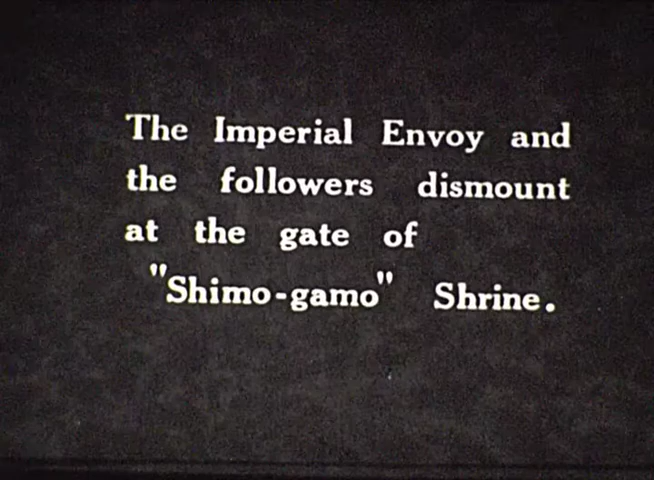 The Imperial Envoy and
the followers dismount
at the gate of
"Shimo-gamo" Shrine.